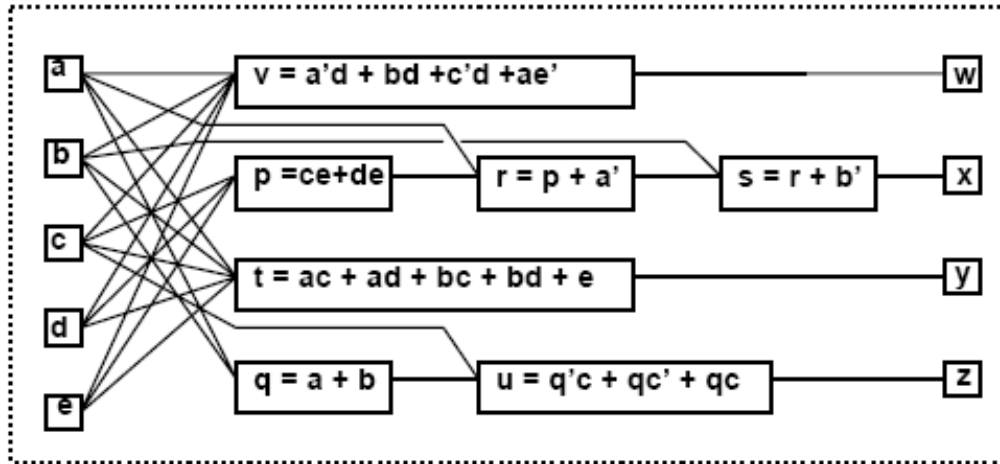 a
v = a’d + bd +c’d +ae’
w
b
p =ce+de
r = p + a’
s = r + b’
x
c
t = ac + ad + bc + bd + e
y
d
q = a + b
u = q’c + qc’ + qc
z
e